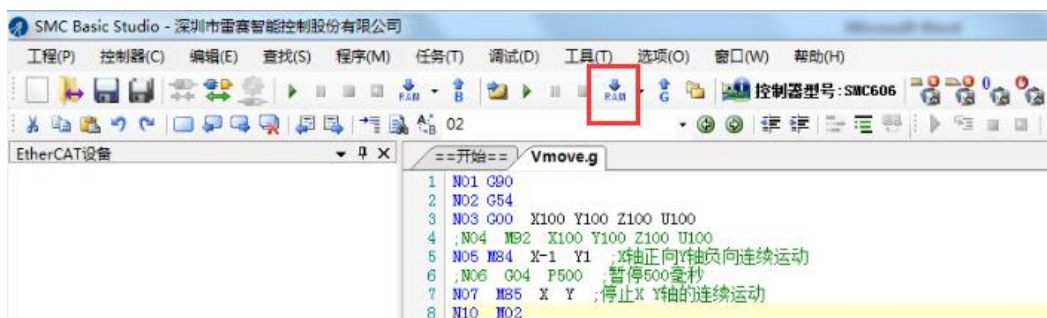 SMC Basic Studio - 深圳市雷赛智能控制股份有限公司
工程(P) 控制器(C) 编辑(E) 查找(S) 程序(M) 任务(T) 调试(D) 工具(T) 选项(O) 窗口(W) 帮助(H)
RAM B RAM G 控制器型号:SMC606
02
EtherCAT设备 ==开始== Vmove.g
1 N01 G90
2 N02 G54
3 N03 G00 X100 Y100 Z100 U100
4 ;N04 M92 X100 Y100 Z100 U100
5 N05 M84 X-1 Y1 ;X轴正向Y轴负向连续运动
6 ;N06 G04 P500 ;暂停500毫秒
7 N07 M85 X Y ;停止X Y轴的连续运动
8 N10 M02